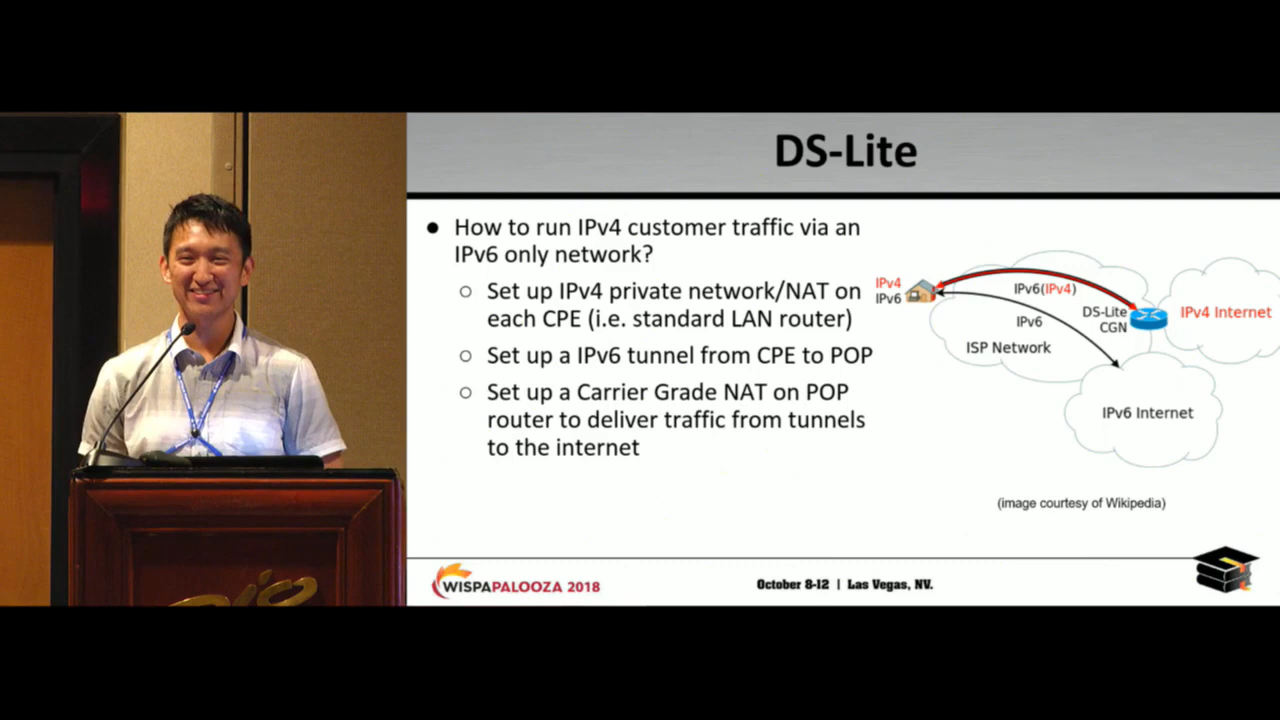 DS-Lite
● How to run IPv4 customer traffic via an
IPv6 only network?
○ Set up IPv4 private network/NAT on
each CPE (i.e. standard LAN router)
○ Set up a IPv6 tunnel from CPE to POP
○ Set up a Carrier Grade NAT on POP
router to deliver traffic from tunnels
to the internet
IPv4
IPv6
IPv6(IPv4)
IPv6
DS-Lite
CGN
IPv4 Internet
ISP Network
IPv6 Internet
(image courtesy of Wikipedia)
WISPAPALOOZA 2018
October 8-12 | Las Vegas, NV.